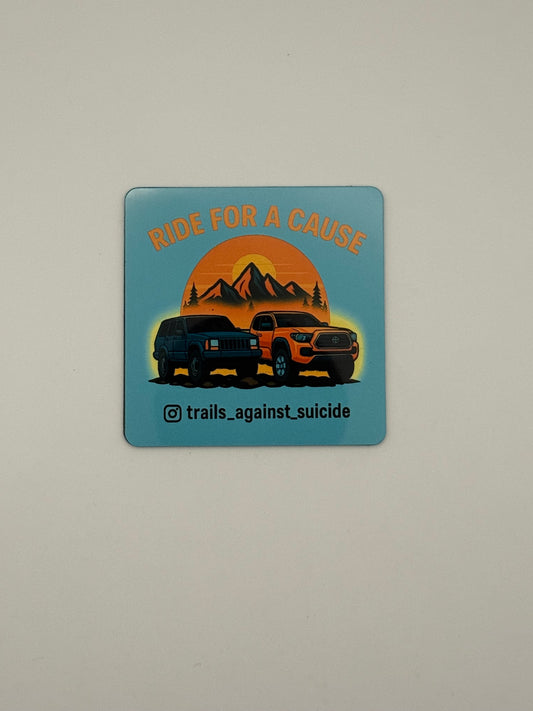 RIDE FOR A CAUSE
trails_against_suicide